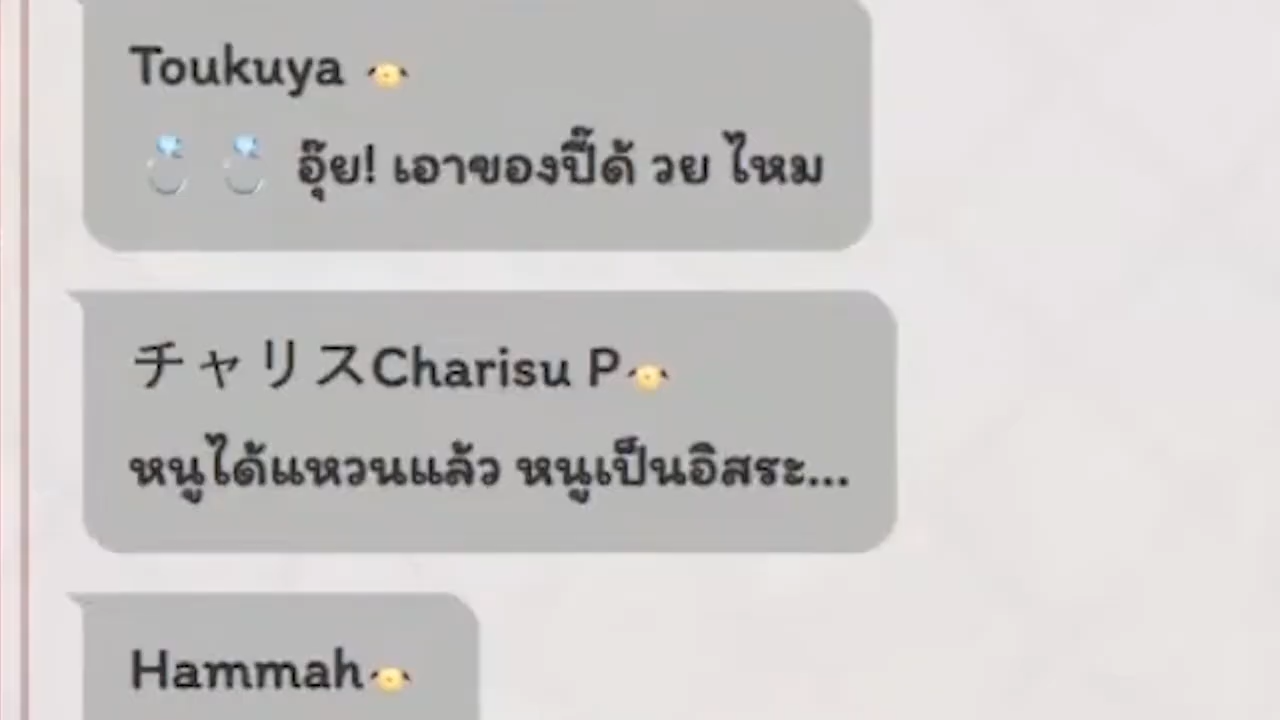 Toukuya
💍 💍 อุ๊ย! เอาของปี๊ด้ วย ไหม
チャリスCharisu P
หนูได้แหวนแล้ว หนูเป็นอิสระ...
Hammah